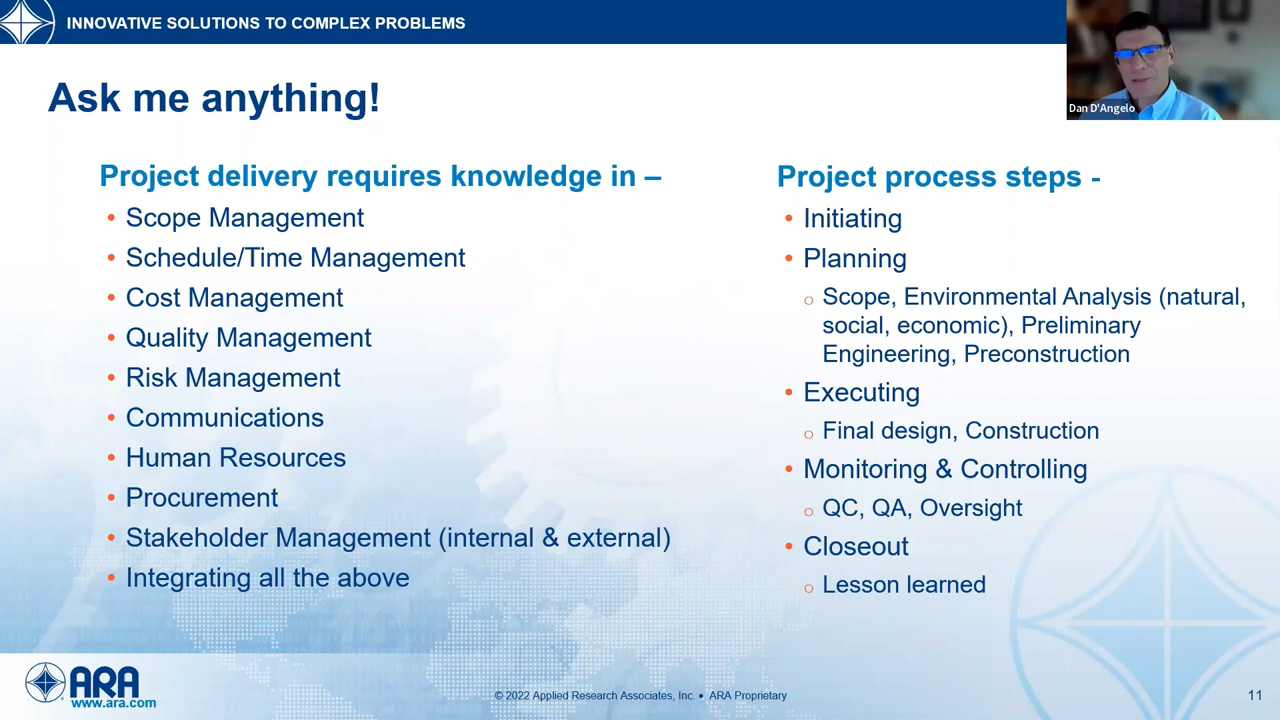 INNOVATIVE SOLUTIONS TO COMPLEX PROBLEMS
Dan D'Angelo
Ask me anything!
Project delivery requires knowledge in –
• Scope Management
• Schedule/Time Management
• Cost Management
• Quality Management
• Risk Management
• Communications
• Human Resources
• Procurement
• Stakeholder Management (internal & external)
• Integrating all the above
Project process steps -
• Initiating
• Planning
○ Scope, Environmental Analysis (natural,
social, economic), Preliminary
Engineering, Preconstruction
• Executing
○ Final design, Construction
• Monitoring & Controlling
○ QC, QA, Oversight
• Closeout
○ Lesson learned
ARA
www.ara.com
© 2022 Applied Research Associates, Inc. • ARA Proprietary
11